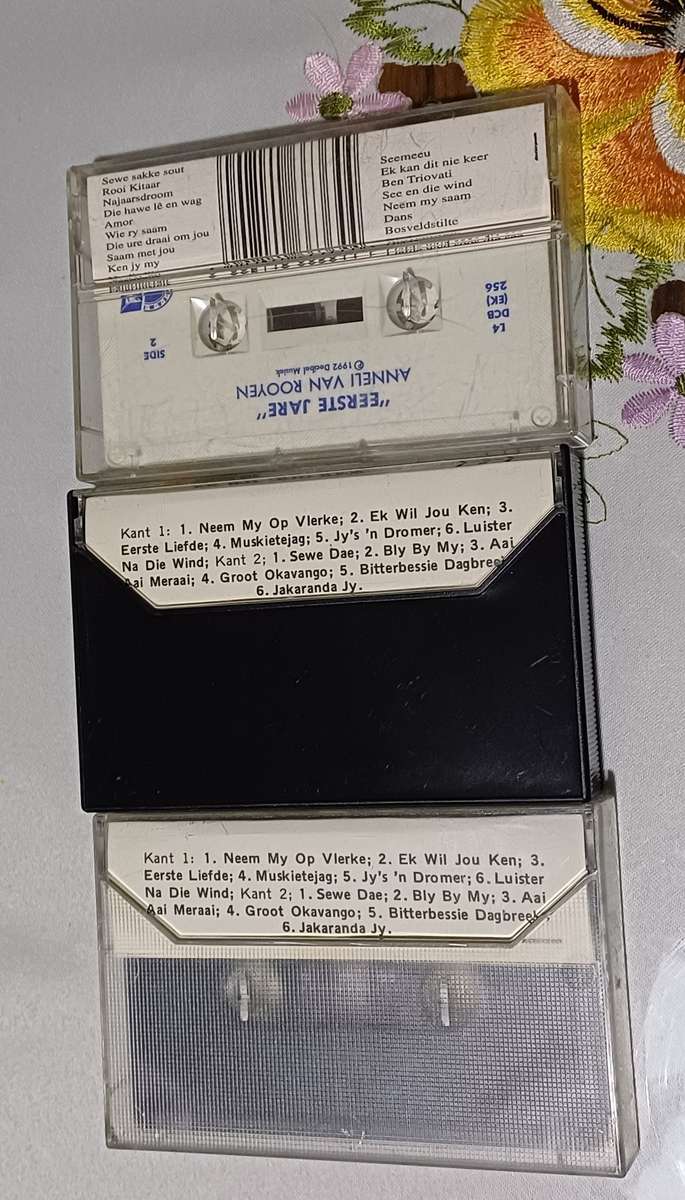 Sewe sakke sout
Rooi Kitaar
Najaarsdroom
Die hawe lê en wag
Amor
Wie ry saam
Die ure draai om jou
Saam met jou
Ken jy my
Seemeeu
Ek kan dit nie keer
Ben Triovati
See en die wind
Neem my saam
Dans
Bosveldstilte
"EERSTE JARE"
ANNELI VAN ROOYEN
© 1992 Decibel Musiek
SIDE
2
L4
DCB
(EK)
256
Kant 1: 1. Neem My Op Vlerke; 2. Ek Wil Jou Ken; 3.
Eerste Liefde; 4. Muskietejag; 5. Jy's 'n Dromer; 6. Luister
Na Die Wind; Kant 2; 1. Sewe Dae; 2. Bly By My; 3. Aai
Aai Meraai; 4. Groot Okavango; 5. Bitterbessie Dagbreek
6. Jakaranda Jy.
Kant 1: 1. Neem My Op Vlerke; 2. Ek Wil Jou Ken; 3.
Eerste Liefde; 4. Muskietejag; 5. Jy's 'n Dromer; 6. Luister
Na Die Wind; Kant 2; 1. Sewe Dae; 2. Bly By My; 3. Aai
Aai Meraai; 4. Groot Okavango; 5. Bitterbessie Dagbreek;
6. Jakaranda Jy.